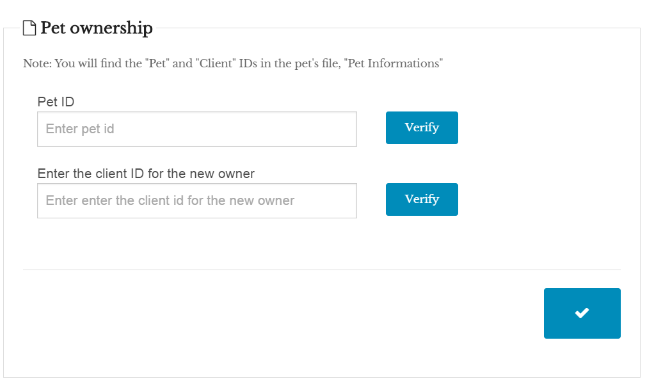 Pet ownership
Note: You will find the "Pet" and "Client" IDs in the pet's file, "Pet Informations"
Pet ID
Enter pet id
Verify
Enter the client ID for the new owner
Enter enter the client id for the new owner
Verify